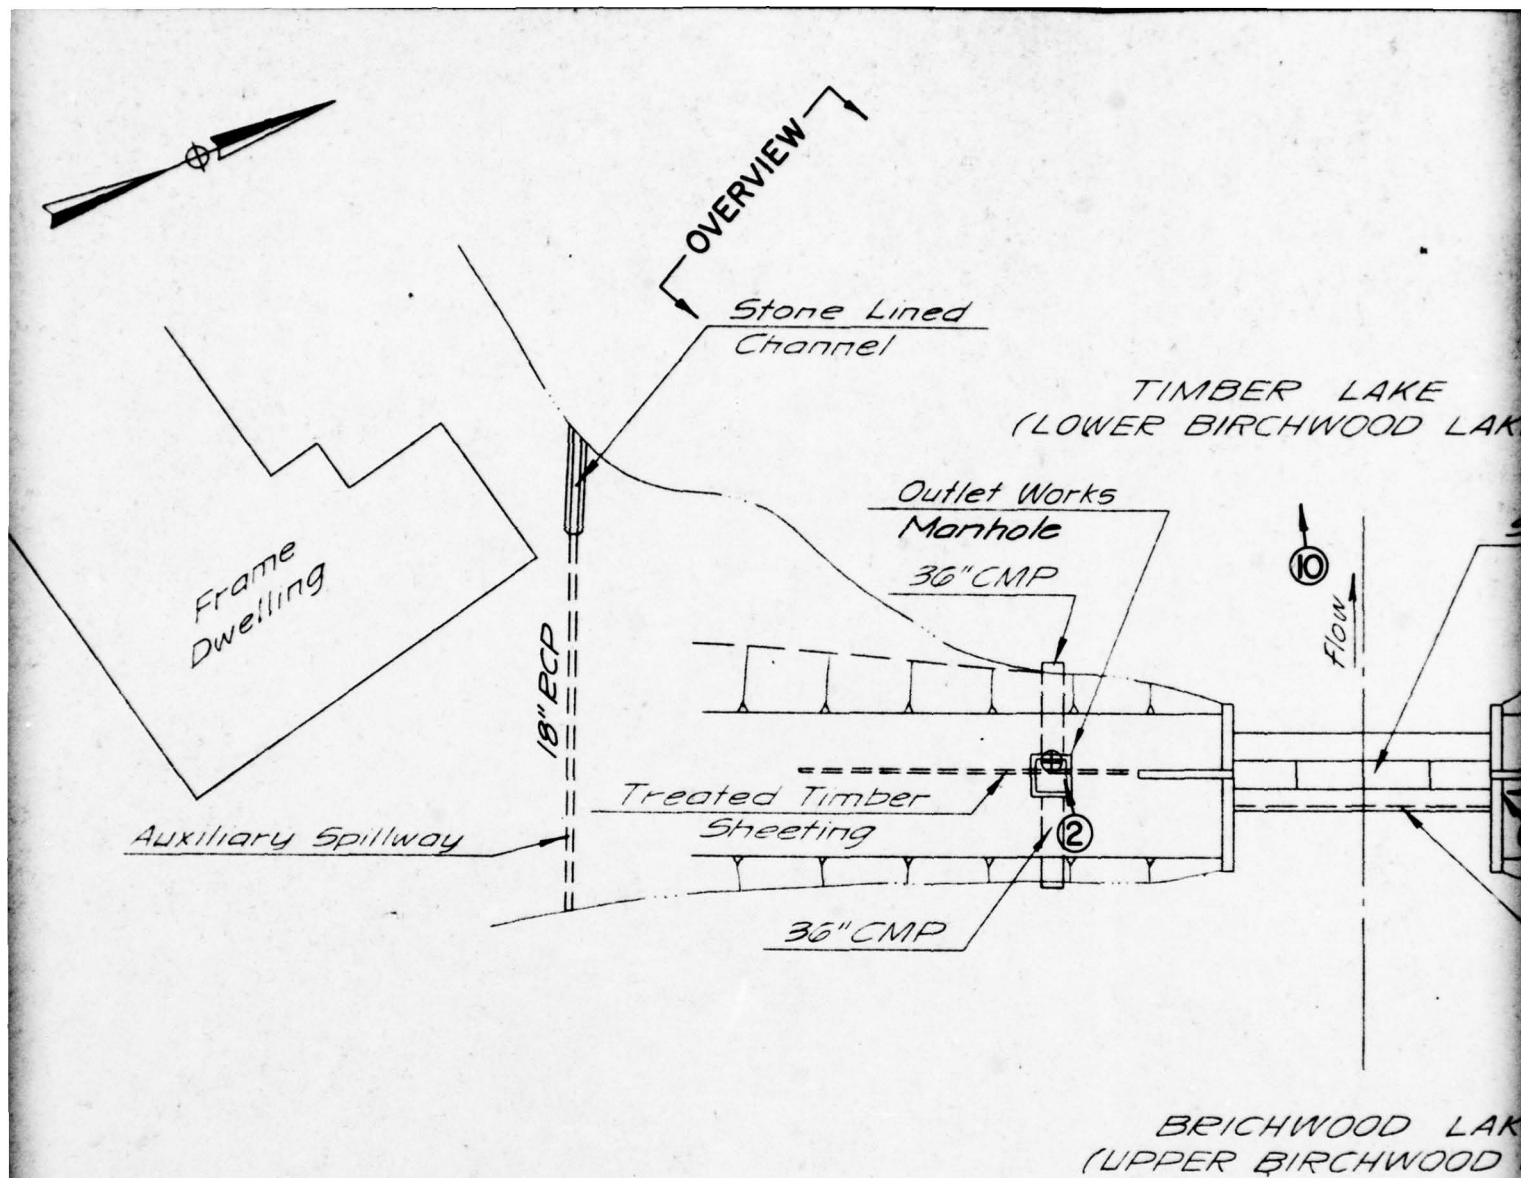 OVERVIEW
Stone Lined
Channel
TIMBER LAKE
(LOWER BIRCHWOOD LAK
Outlet Works
Manhole
36"CMP
10
Flow
Frame
Dwelling
18" RCP
Treated Timber
Sheeting
12
Auxiliary Spillway
36"CMP
BRICHWOOD LAK
(UPPER BIRCHWOOD